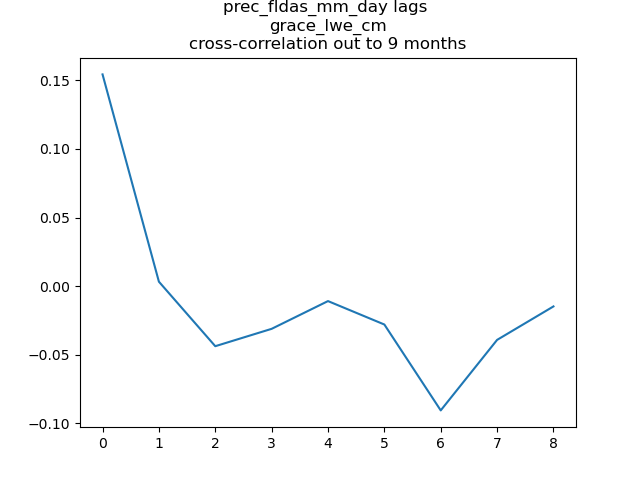 prec_fldas_mm_day lags
grace_lwe_cm
cross-correlation out to 9 months
0.15
0.10
0.05
0.00
−0.05
−0.10
0 1 2 3 4 5 6 7 8